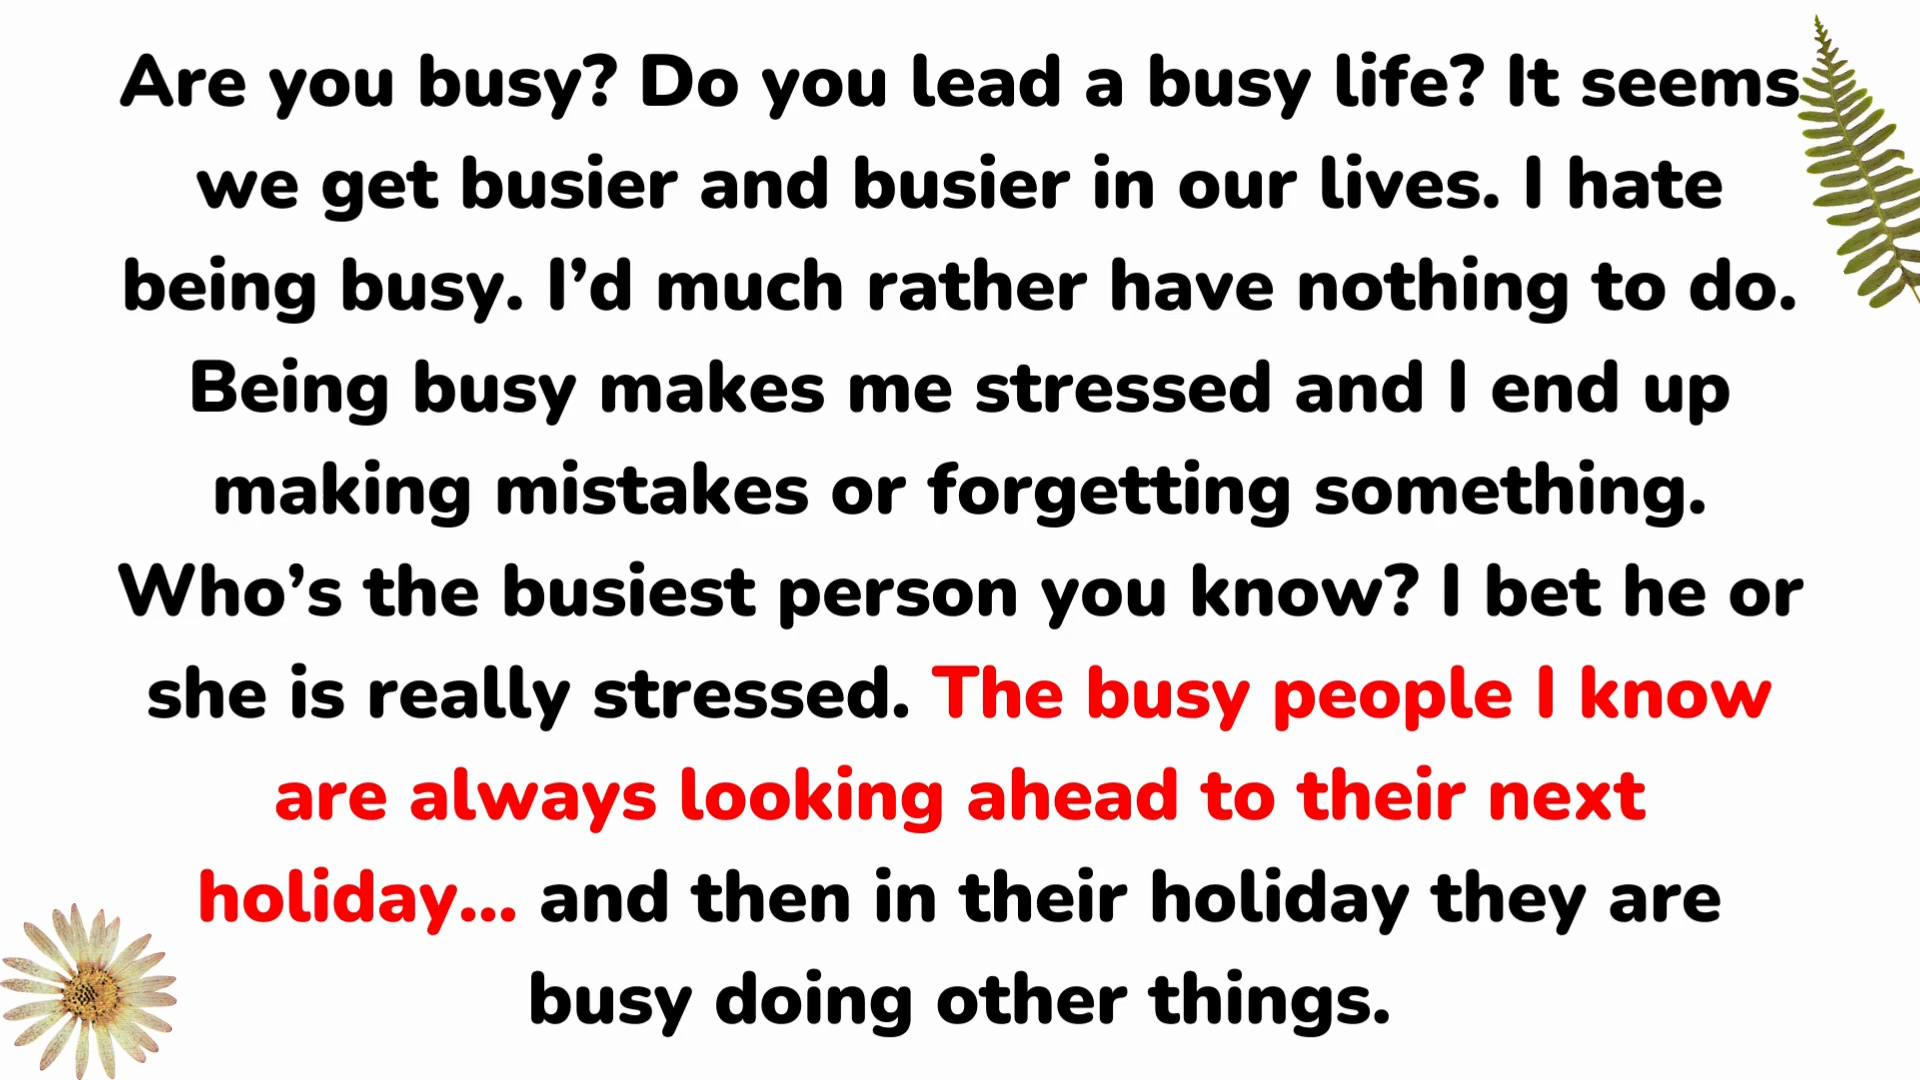 Are you busy? Do you lead a busy life? It seems
we get busier and busier in our lives. I hate
being busy. I’d much rather have nothing to do.
Being busy makes me stressed and I end up
making mistakes or forgetting something.
Who’s the busiest person you know? I bet he or
she is really stressed. The busy people I know
are always looking ahead to their next
holiday... and then in their holiday they are
busy doing other things.